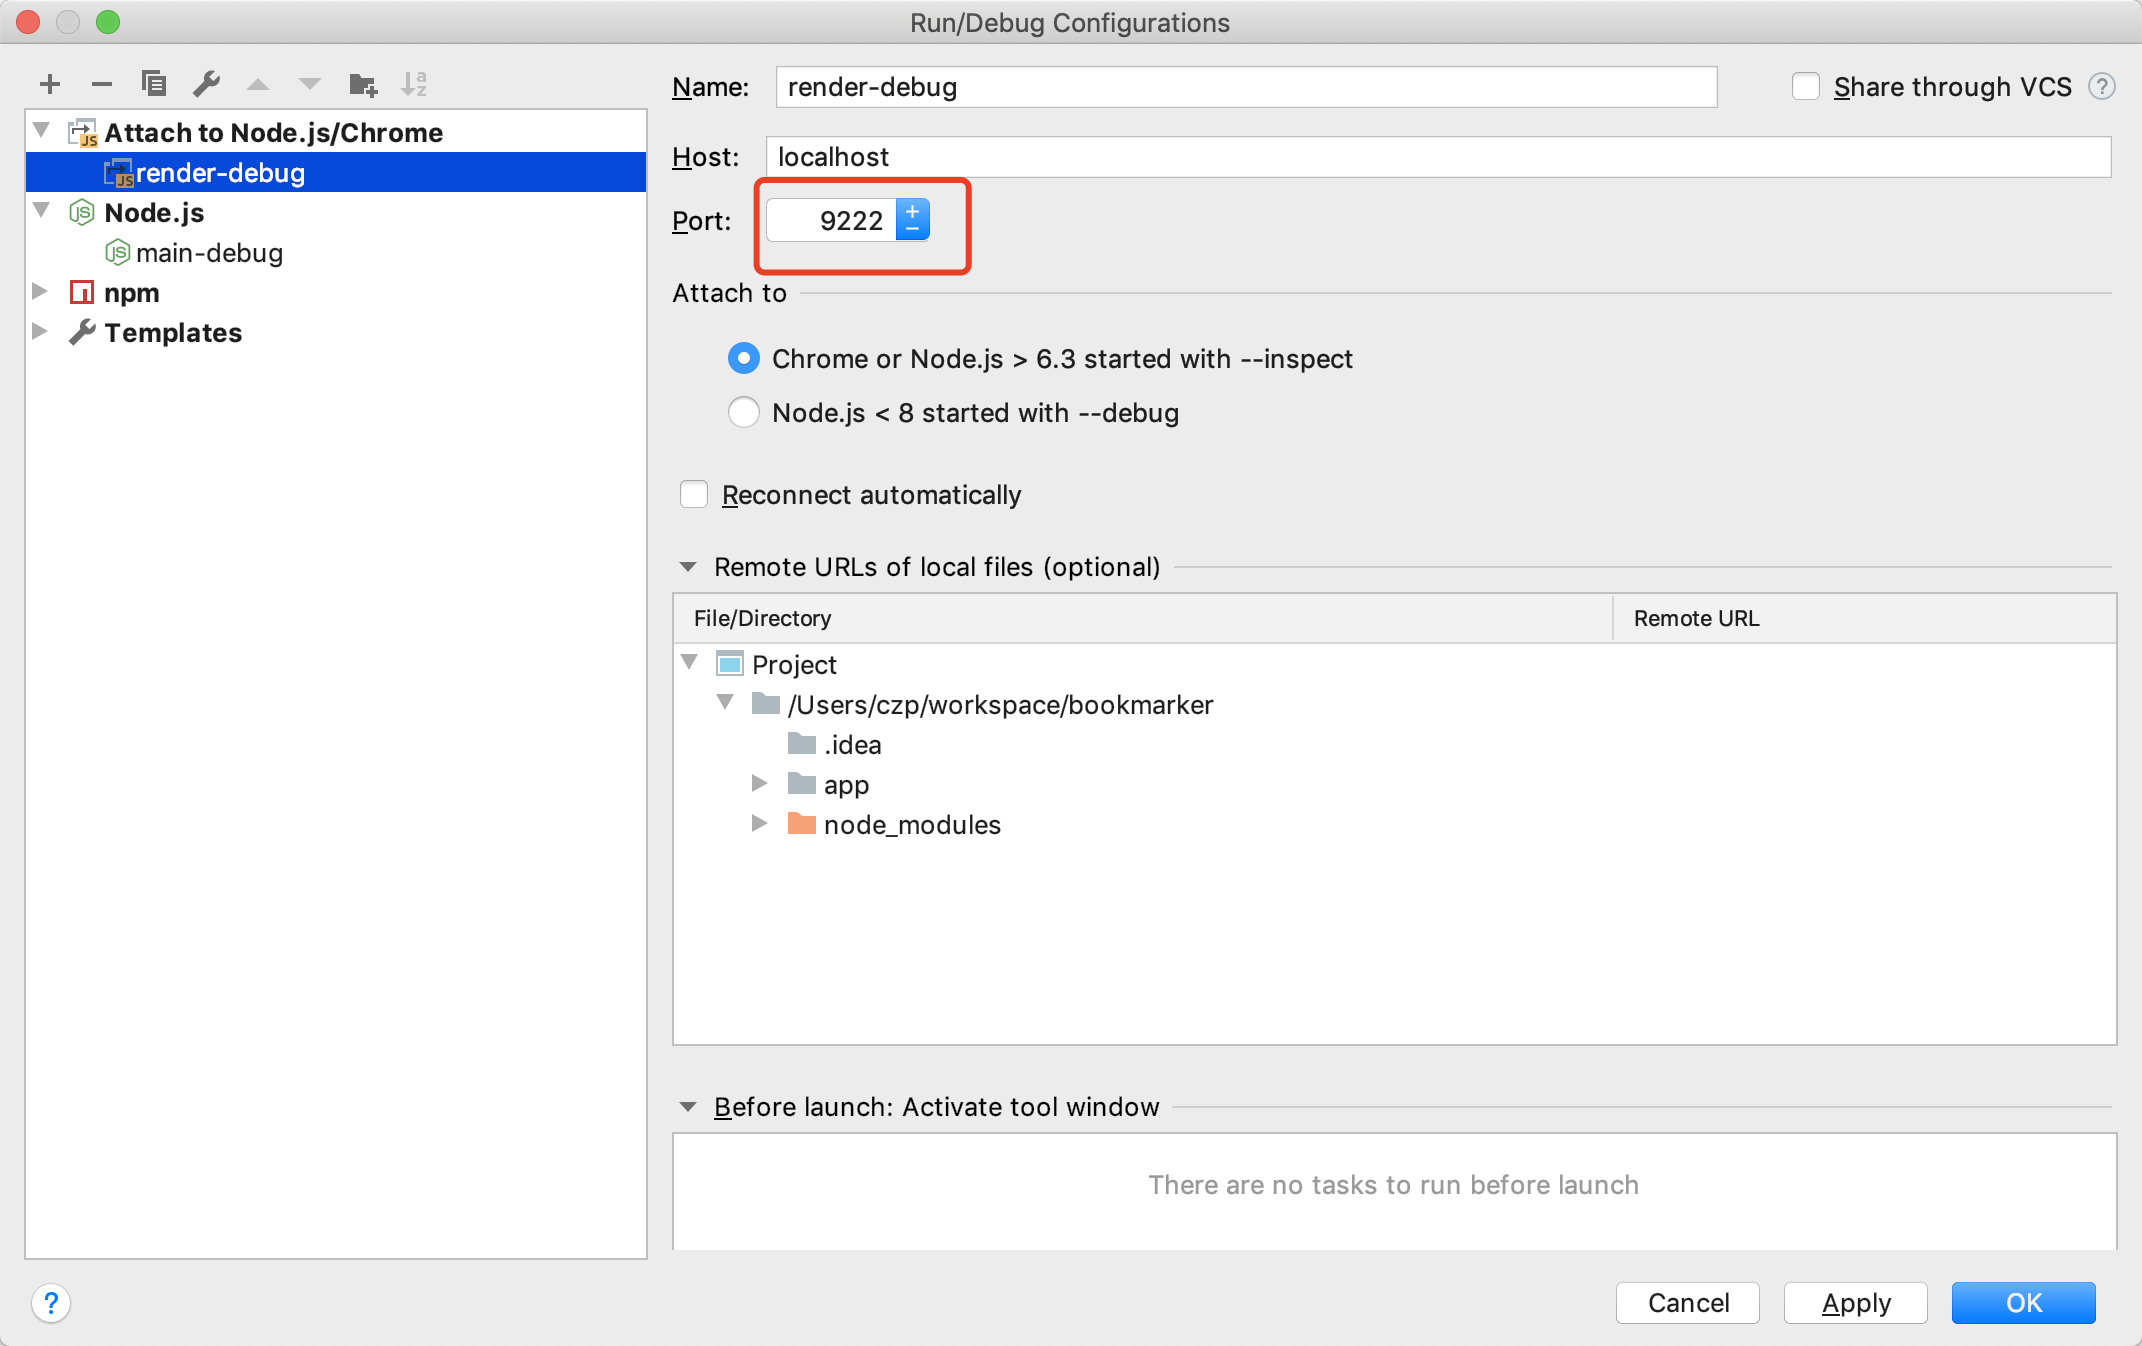 Run/Debug Configurations
Attach to Node.js/Chrome
render-debug
Node.js
main-debug
npm
Templates
Name: render-debug
Share through VCS ?
Host: localhost
Port: 9222
Attach to
Chrome or Node.js > 6.3 started with --inspect
Node.js < 8 started with --debug
Reconnect automatically
Remote URLs of local files (optional)
File/Directory Remote URL
Project
/Users/czp/workspace/bookmarker
.idea
app
node_modules
Before launch: Activate tool window
There are no tasks to run before launch
? Cancel Apply OK